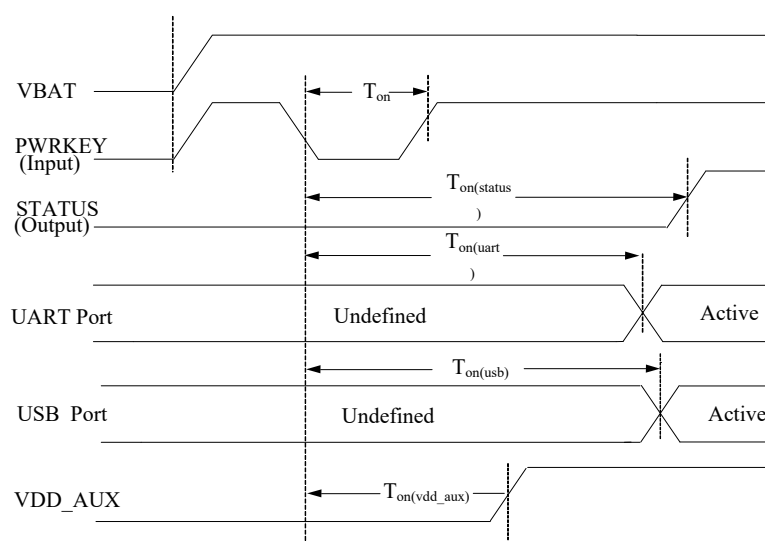 VBAT
Ton
PWRKEY
(Input)
Ton(status
)
STATUS
(Output)
Ton(uart
)
UART Port
Undefined
Active
Ton(usb)
USB Port
Undefined
Active
VDD_AUX
Ton(vdd_aux)